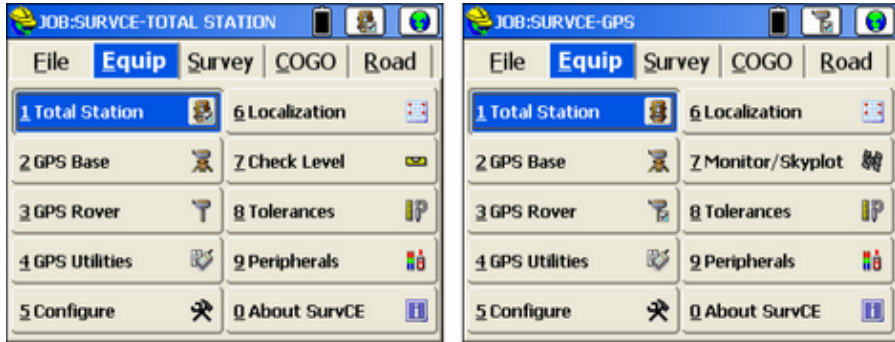 JOB:SURVCE-TOTAL STATION
File Equip Survey COGO Road
1 Total Station 6 Localization
2 GPS Base 7 Check Level
3 GPS Rover 8 Tolerances
4 GPS Utilities 9 Peripherals
5 Configure 0 About SurvCE
JOB:SURVCE-GPS
File Equip Survey COGO Road
1 Total Station 6 Localization
2 GPS Base 7 Monitor/Skyplot
3 GPS Rover 8 Tolerances
4 GPS Utilities 9 Peripherals
5 Configure 0 About SurvCE